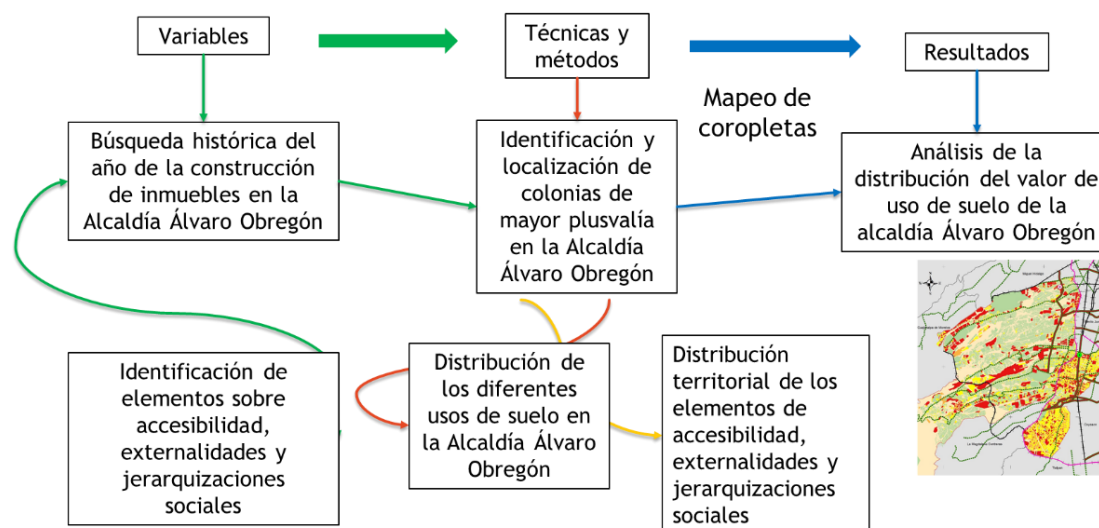 Variables
Técnicas y
métodos
Resultados
Mapeo de
coropletas
Búsqueda histórica del
año de la construcción
de inmuebles en la
Alcaldía Álvaro Obregón
Identificación y
localización de
colonias de
mayor plusvalía
en la Alcaldía
Álvaro Obregón
Análisis de la
distribución del valor de
uso de suelo de la
alcaldía Álvaro Obregón
Identificación de
elementos sobre
accesibilidad,
externalidades y
jerarquizaciones
sociales
Distribución de
los diferentes
usos de suelo en
la Alcaldía Álvaro
Obregón
Distribución
territorial de los
elementos de
accesibilidad,
externalidades y
jerarquizaciones
sociales